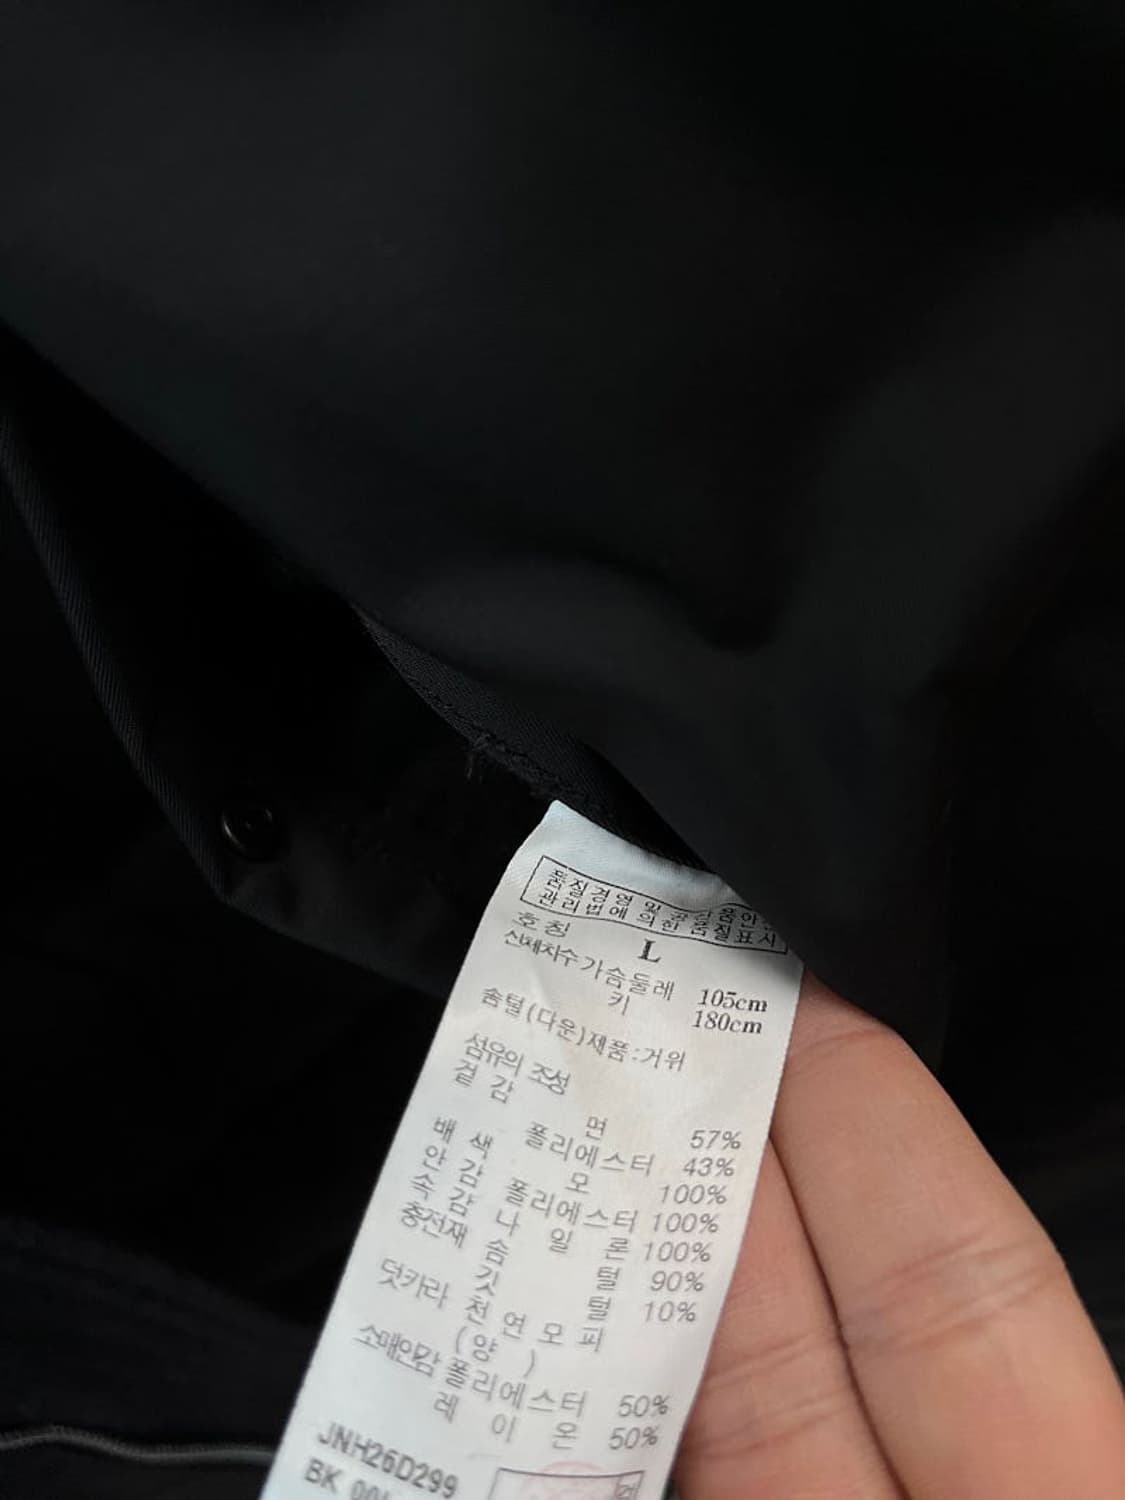 품질경영 및 공산품안전
관리법에 의한 품질표시
호칭 L
신체치수 가슴둘레 105cm
키 180cm
솜털(다운)제품:거위
섬유의 조성
겉감 면 57%
폴리에스터 43%
배색 모 100%
안감 폴리에스터 100%
속감 나일론 100%
충전재 솜털 90%
깃털 10%
덧카라 천연모피
(양)
소매안감 폴리에스터 50%
레이온 50%
JNH26D299
BK